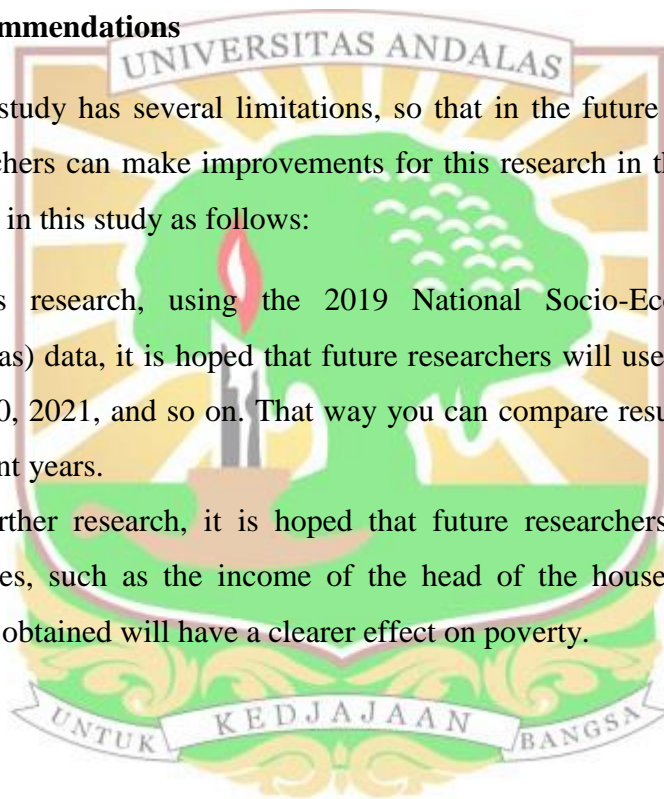 mmendations
UNIVERSITAS ANDALAS
study has several limitations, so that in the future
chers can make improvements for this research in th
in this study as follows:
s research, using the 2019 National Socio-Eco
as) data, it is hoped that future researchers will use
0, 2021, and so on. That way you can compare resu
nt years.
rther research, it is hoped that future researchers
es, such as the income of the head of the house
obtained will have a clearer effect on poverty.
UNTUK KEDJAJAAN BANGSA